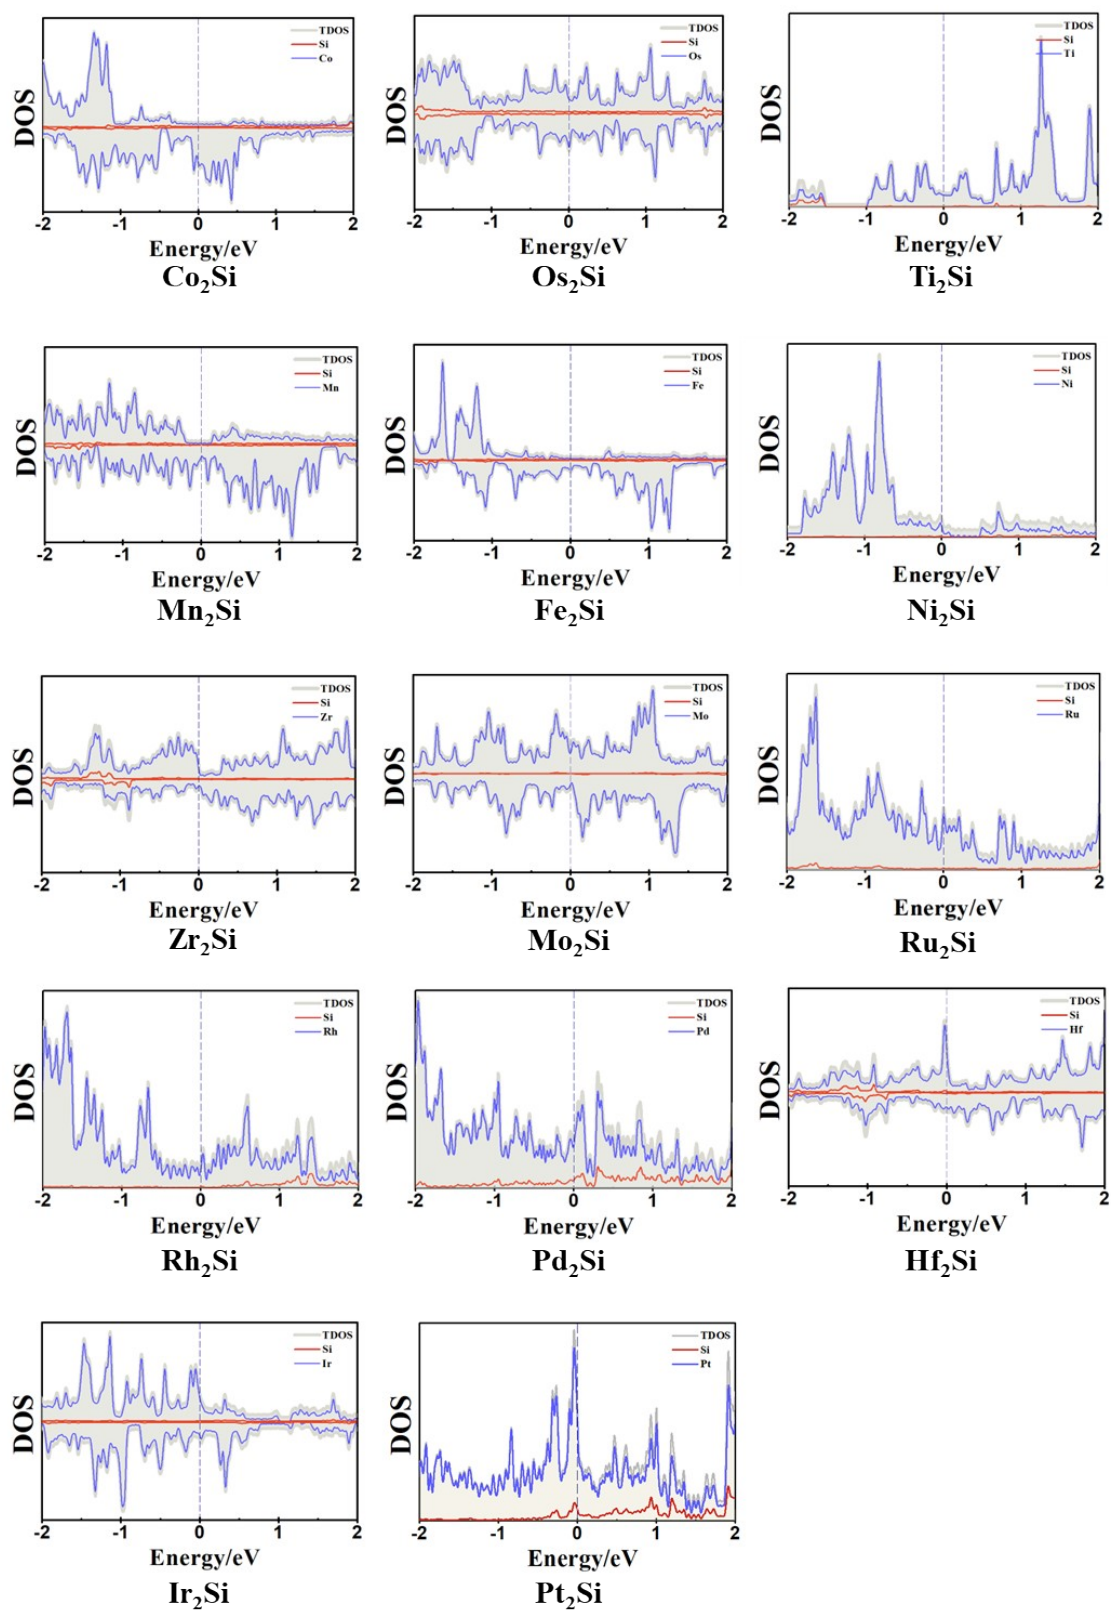 TDOS
Si
Co
DOS
-2 -1 0 1 2
Energy/eV
Co₂Si
TDOS
Si
Os
DOS
-2 -1 0 1 2
Energy/eV
Os₂Si
TDOS
Si
Ti
DOS
-2 -1 0 1 2
Energy/eV
Ti₂Si
TDOS
Si
Mn
DOS
-2 -1 0 1 2
Energy/eV
Mn₂Si
TDOS
Si
Fe
DOS
-2 -1 0 1 2
Energy/eV
Fe₂Si
TDOS
Si
Ni
DOS
-2 -1 0 1 2
Energy/eV
Ni₂Si
TDOS
Si
Zr
DOS
-2 -1 0 1 2
Energy/eV
Zr₂Si
TDOS
Si
Mo
DOS
-2 -1 0 1 2
Energy/eV
Mo₂Si
TDOS
Si
Ru
DOS
-2 -1 0 1 2
Energy/eV
Ru₂Si
TDOS
Si
Rh
DOS
-2 -1 0 1 2
Energy/eV
Rh₂Si
TDOS
Si
Pd
DOS
-2 -1 0 1 2
Energy/eV
Pd₂Si
TDOS
Si
Hf
DOS
-2 -1 0 1 2
Energy/eV
Hf₂Si
TDOS
Si
Ir
DOS
-2 -1 0 1 2
Energy/eV
Ir₂Si
TDOS
Si
Pt
DOS
-2 -1 0 1 2
Energy/eV
Pt₂Si